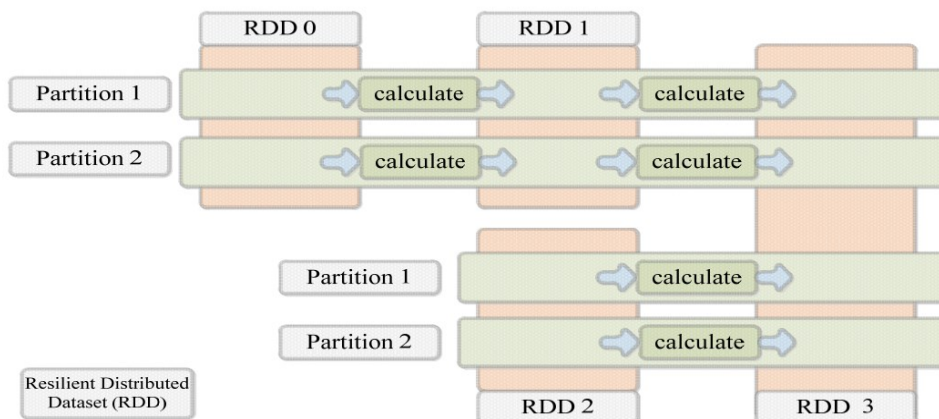 RDD 0
RDD 1
Partition 1
calculate
calculate
Partition 2
calculate
calculate
Partition 1
calculate
Partition 2
calculate
Resilient Distributed
Dataset (RDD)
RDD 2
RDD 3